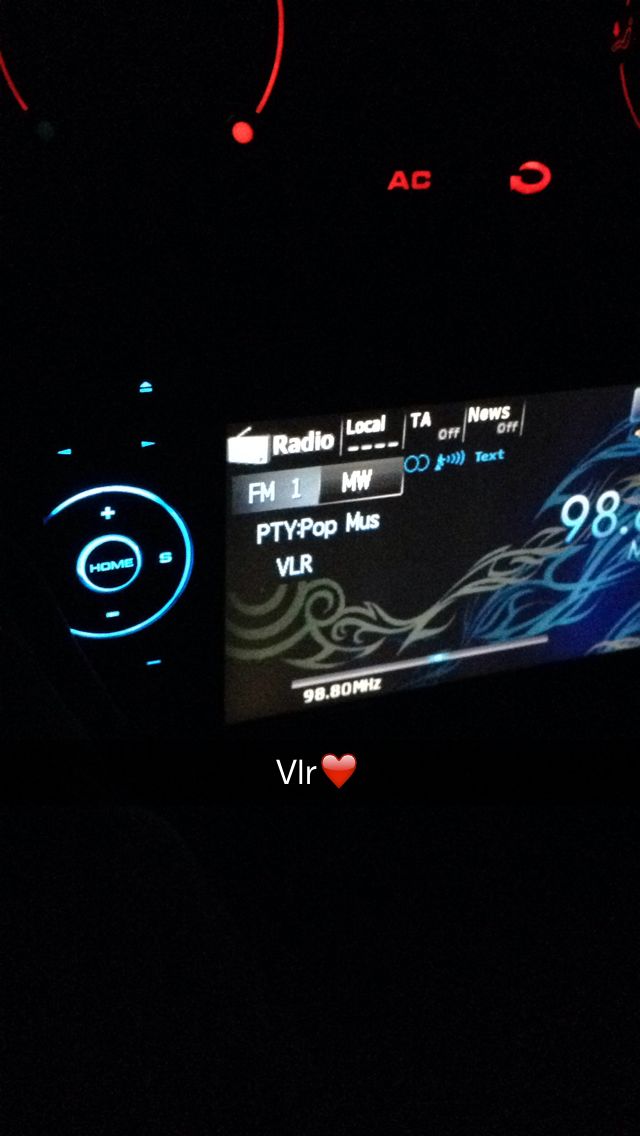 AC
Radio
Local
----
TA
Off
News
Off
FM 1
MW
Text
PTY:Pop Mus
98.
VLR
+
HOME
S
-
98.80MHz
Vlr❤️